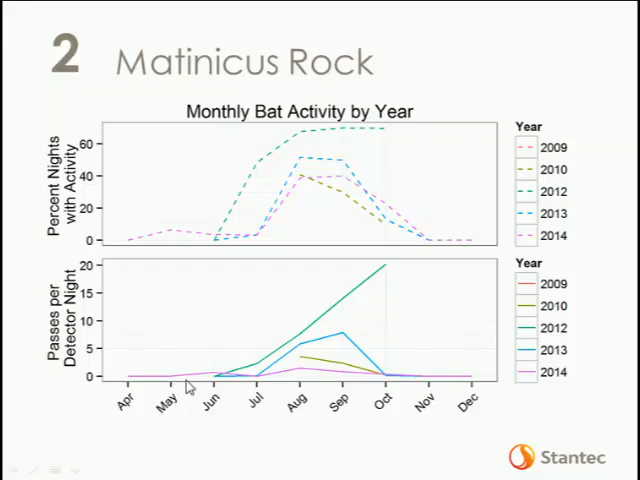 2 Matinicus Rock
Monthly Bat Activity by Year
Percent Nights
with Activity
60
40
20
0
Year
2009
2010
2012
2013
2014
Passes per
Detector Night
20
15
10
5
0
Year
2009
2010
2012
2013
2014
Apr May Jun Jul Aug Sep Oct Nov Dec
Stantec